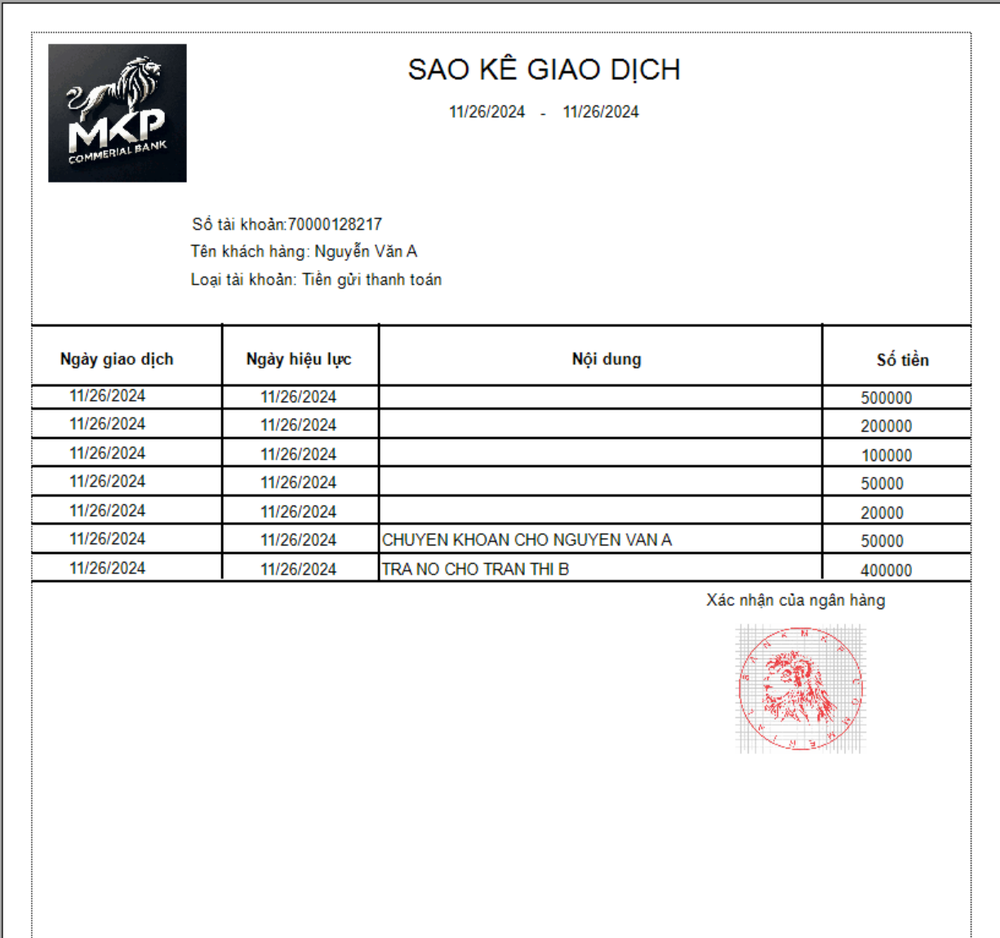 MKP
COMMERIAL BANK
SAO KÊ GIAO DỊCH
11/26/2024 - 11/26/2024
Số tài khoản:70000128217
Tên khách hàng: Nguyễn Văn A
Loại tài khoản: Tiền gửi thanh toán
Ngày giao dịch Ngày hiệu lực Nội dung Số tiền
11/26/2024 11/26/2024 500000
11/26/2024 11/26/2024 200000
11/26/2024 11/26/2024 100000
11/26/2024 11/26/2024 50000
11/26/2024 11/26/2024 20000
11/26/2024 11/26/2024 CHUYEN KHOAN CHO NGUYEN VAN A 50000
11/26/2024 11/26/2024 TRA NO CHO TRAN THI B 400000
Xác nhận của ngân hàng
MKP COMMERIAL BANK